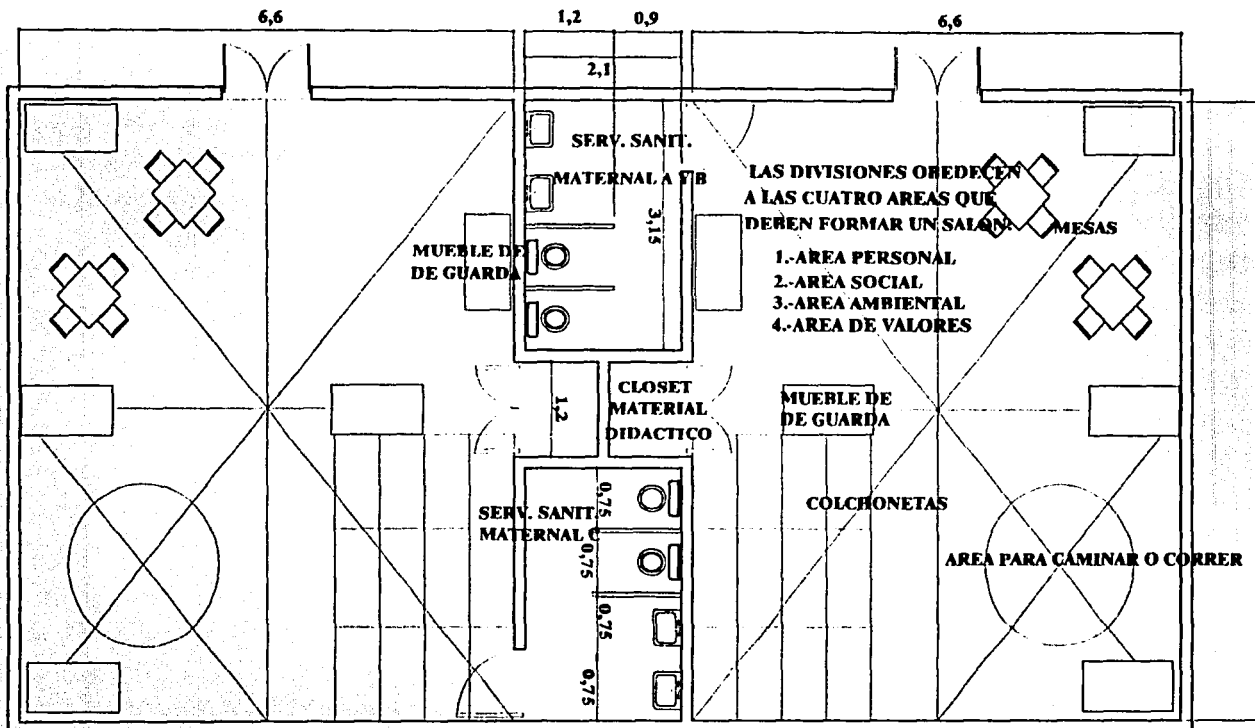 6,6
1,2
0,9
6,6
2,1
SERV. SANIT.
MATERNAL A Y B
3,15
LAS DIVISIONES OBEDECEN
A LAS CUATRO AREAS QUE
DEBEN FORMAR UN SALON:
MESAS
1.-AREA PERSONAL
2.-AREA SOCIAL
3.-AREA AMBIENTAL
4.-AREA DE VALORES
MUEBLE DE
DE GUARDA
1,2
CLOSET
MATERIAL
DIDACTICO
MUEBLE DE
DE GUARDA
SERV. SANIT.
MATERNAL C
0,75
0,75
0,75
0,75
COLCHONETAS
AREA PARA CAMINAR O CORRER